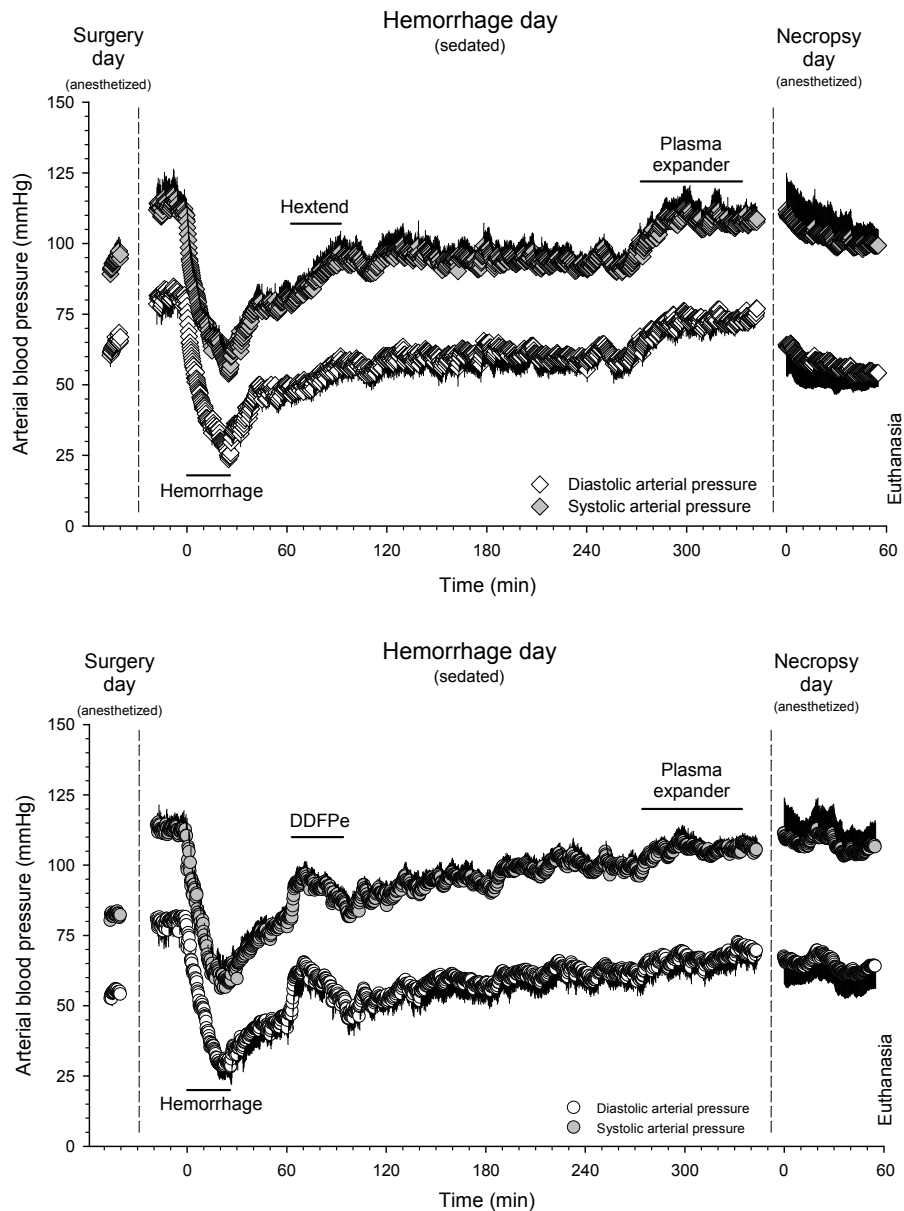 Hemorrhage day
(sedated)
Surgery
day
(anesthetized)
Necropsy
day
(anesthetized)
150
125
100
75
50
25
0
Arterial blood pressure (mmHg)
Hextend
Plasma
expander
Hemorrhage
Diastolic arterial pressure
Systolic arterial pressure
Euthanasia
0 60 120 180 240 300 0 60
Time (min)
Hemorrhage day
(sedated)
Surgery
day
(anesthetized)
Necropsy
day
(anesthetized)
150
125
100
75
50
25
0
Arterial blood pressure (mmHg)
DDFPe
Plasma
expander
Hemorrhage
Diastolic arterial pressure
Systolic arterial pressure
Euthanasia
0 60 120 180 240 300 0 60
Time (min)